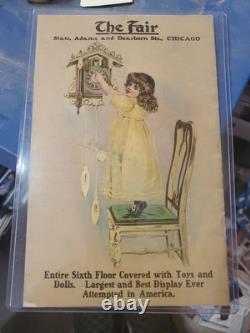 The Fair
State, Adams and Dearborn Sts., CHICAGO
Entire Sixth Floor Covered with Toys and
Dolls. Largest and Best Display Ever
Attempted in America.